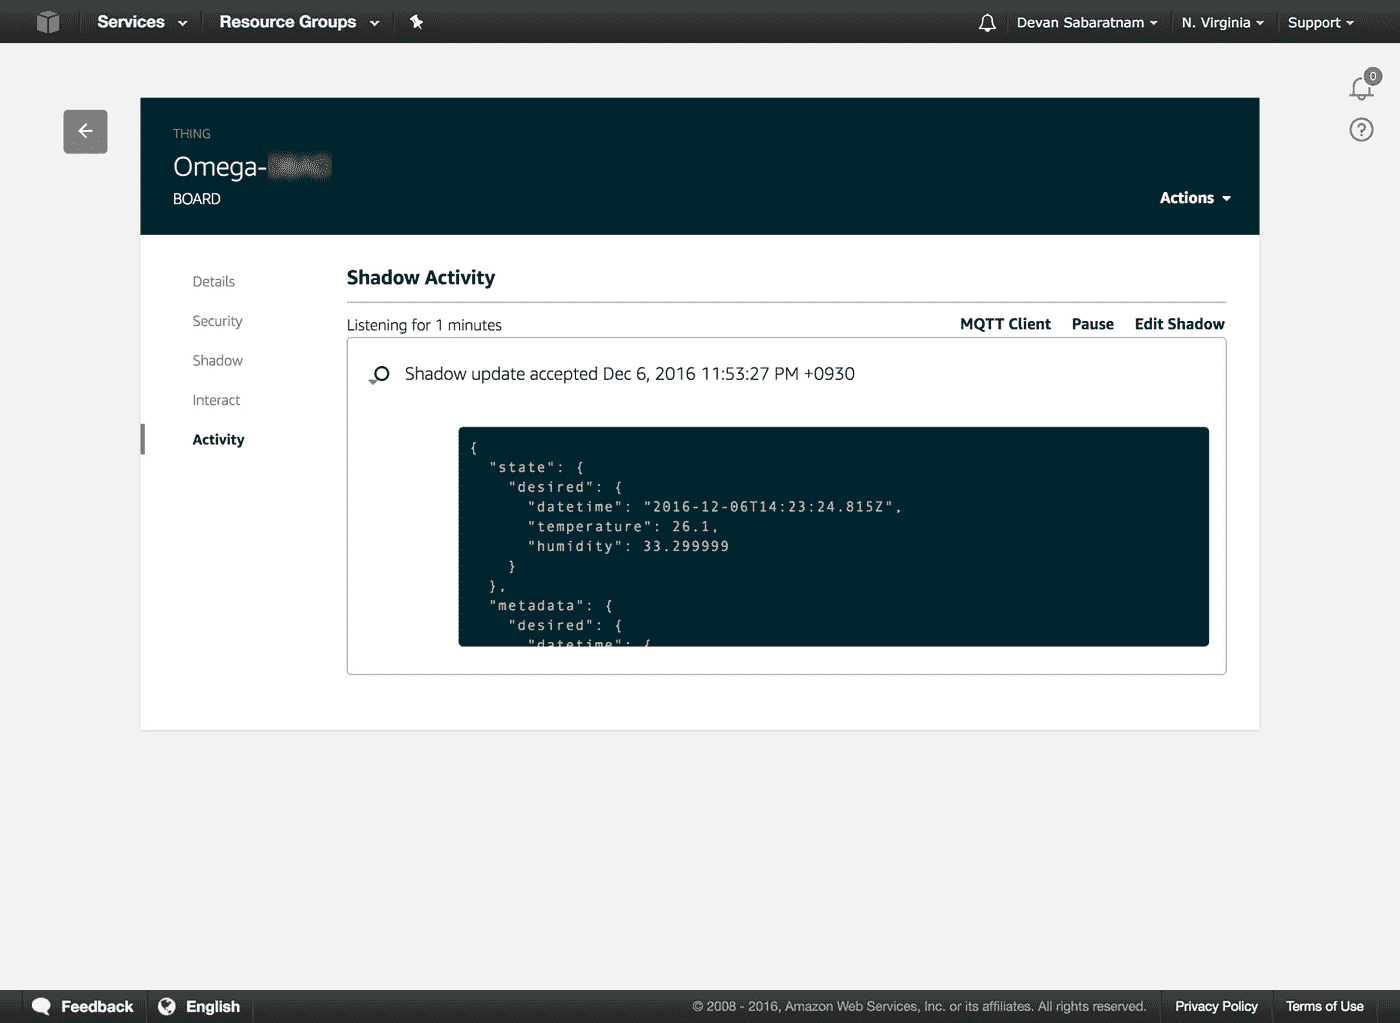 Services Resource Groups Devan Sabaratnam N. Virginia Support
0
THING
Omega-
BOARD
Actions
Details
Security
Shadow
Interact
Activity
Shadow Activity
Listening for 1 minutes MQTT Client Pause Edit Shadow
Shadow update accepted Dec 6, 2016 11:53:27 PM +0930
{
"state": {
"desired": {
"datetime": "2016-12-06T14:23:24.815Z",
"temperature": 26.1,
"humidity": 33.299999
}
},
"metadata": {
"desired": {
"datetime": {
Feedback English © 2008 - 2016, Amazon Web Services, Inc. or its affiliates. All rights reserved. Privacy Policy Terms of Use